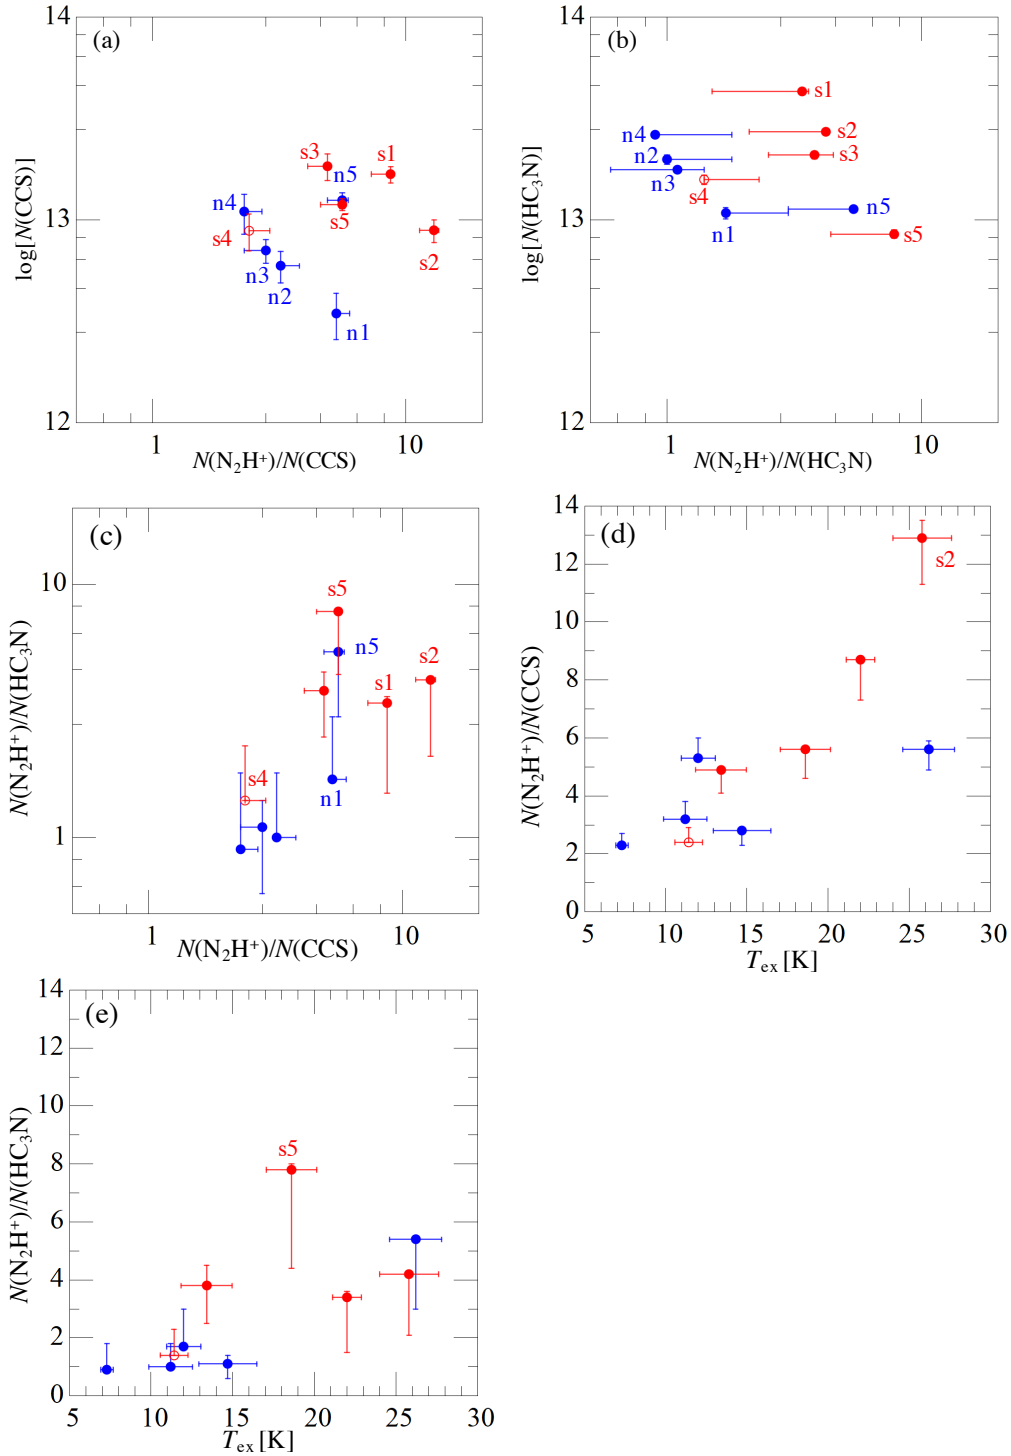 (a)
14
13
12
log[N(CCS)]
s3
s1
n5
n4
s5
s4
s2
n3
n2
n1
1
10
N(N₂H⁺)/N(CCS)
(b)
14
13
12
log[N(HC₃N)]
s1
n4
s2
n2
s3
n3
s4
n5
n1
s5
1
10
N(N₂H⁺)/N(HC₃N)
(c)
10
1
N(N₂H⁺)/N(HC₃N)
s5
n5
s2
s1
s4
n1
1
10
N(N₂H⁺)/N(CCS)
(d)
14
12
10
8
6
4
2
0
N(N₂H⁺)/N(CCS)
s2
5
10
15
20
25
30
Tₑₓ [K]
(e)
14
12
10
8
6
4
2
0
N(N₂H⁺)/N(HC₃N)
s5
5
10
15
20
25
30
Tₑₓ [K]